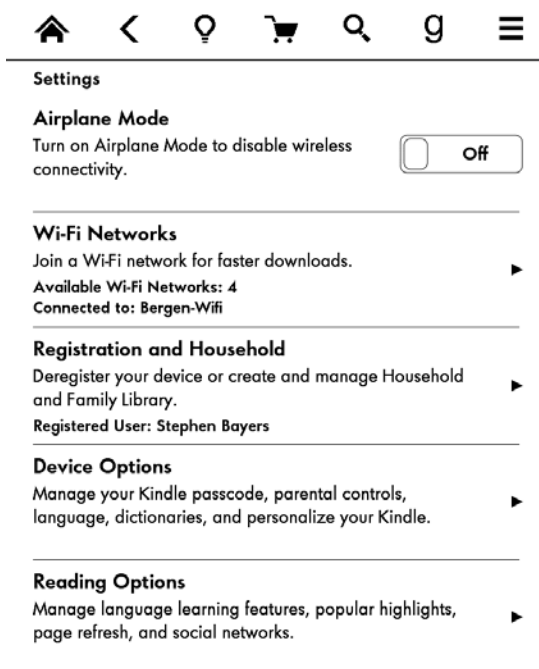 g
Settings
Airplane Mode
Turn on Airplane Mode to disable wireless
connectivity.
Off
Wi-Fi Networks
Join a Wi-Fi network for faster downloads.
Available Wi-Fi Networks: 4
Connected to: Bergen-Wifi
Registration and Household
Deregister your device or create and manage Household
and Family Library.
Registered User: Stephen Bayers
Device Options
Manage your Kindle passcode, parental controls,
language, dictionaries, and personalize your Kindle.
Reading Options
Manage language learning features, popular highlights,
page refresh, and social networks.